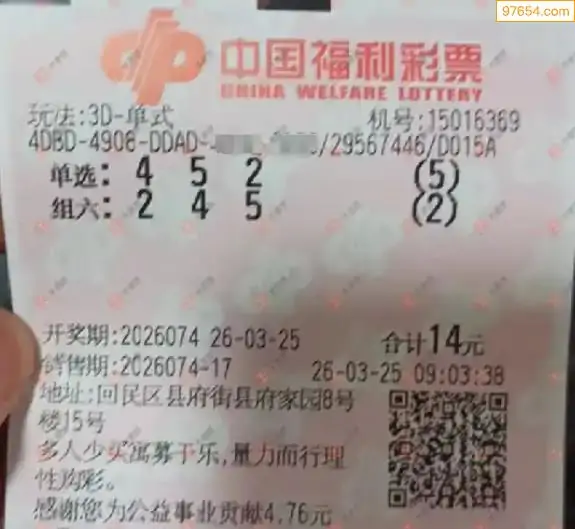 97654.com
中国福利彩票
CHINA WELFARE LOTTERY
玩法:3D-单式 机号:15016369
4DBD-4908-DDAD- /29567446/D015A
单选: 4 5 2 (5)
组六: 2 4 5 (2)
开奖期:2026074 26-03-25 合计14元
销售期:2026074-17 26-03-25 09:03:38
地址:回民区县府街县府家园8号
楼15号
多人少买寓募于乐,量力而行理
性购彩。
感谢您为公益事业贡献4.76元